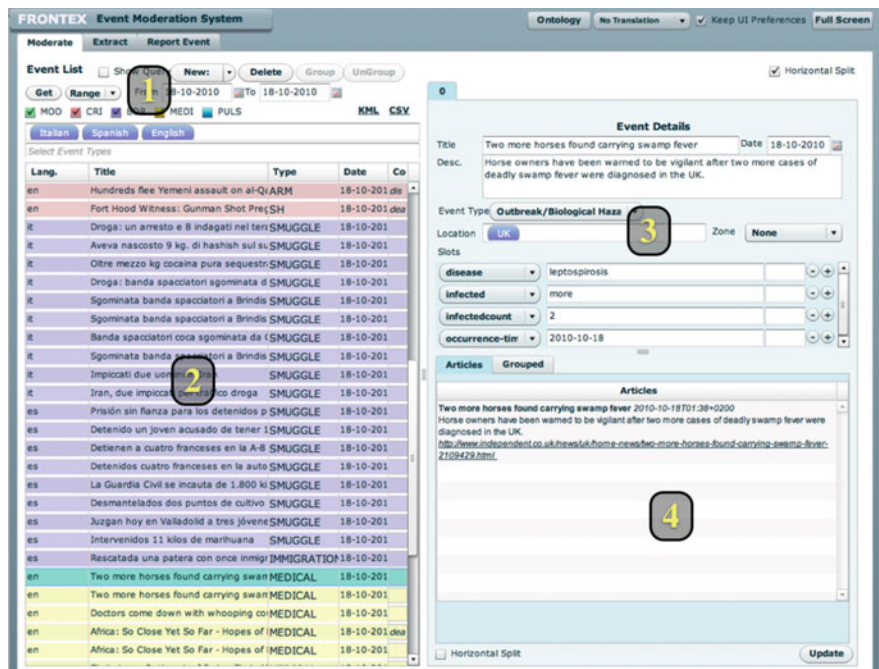 FRONTEX Event Moderation System
Ontology No Translation Keep UI Preferences Full Screen
Moderate Extract Report Event
Event List Show Query New: Delete Group UnGroup
Get Range From 18-10-2010 To 18-10-2010
1
MOD CRI MEDI PULS KML CSV
Italian Spanish English
Select Event Types
Lang. Title Type Date Co
en Hundreds flee Yemeni assault on al-Q ARM 18-10-201 dis
en Fort Hood Witness: Gunman Shot Preg SH 18-10-201 dea
it Droga: un arresto e 8 indagati nel ter SMUGGLE 18-10-201
it Aveva nascosto 9 kg. di hashish sul su SMUGGLE 18-10-201
it Oltre mezzo kg cocaina pura sequestr SMUGGLE 18-10-201
it Droga: banda spacciatori sgominata d SMUGGLE 18-10-201
it Sgominata banda spacciatori a Brindis SMUGGLE 18-10-201
it Sgominata banda spacciatori a Brindis SMUGGLE 18-10-201
it Banda spacciatori coca sgominata da SMUGGLE 18-10-201
it Sgominata banda spacciatori a Brindis SMUGGLE 18-10-201
it Impiccati due uomini Iran SMUGGLE 18-10-201
2
it Iran, due impiccati per traffico droga SMUGGLE 18-10-201
es Prisión sin fianza para los detenidos p SMUGGLE 18-10-201
es Detenido un joven acusado de tener 1 SMUGGLE 18-10-201
es Detienen a cuatro franceses en la A-8 SMUGGLE 18-10-201
es Detenidos cuatro franceses en la auto SMUGGLE 18-10-201
es La Guardia Civil se incauta de 1.800 ki SMUGGLE 18-10-201
es Desmantelados dos puntos de cultivo SMUGGLE 18-10-201
es Juzgan hoy en Valladolid a tres jóvene SMUGGLE 18-10-201
es Intervenidos 11 kilos de marihuana SMUGGLE 18-10-201
es Rescatada una patera con once inmigr IMMIGRATION 18-10-201
en Two more horses found carrying swam MEDICAL 18-10-201
en Two more horses found carrying swam MEDICAL 18-10-201
en Doctors come down with whooping co MEDICAL 18-10-201
en Africa: So Close Yet So Far - Hopes of MEDICAL 18-10-201 dea
en Africa: So Close Yet So Far - Hopes of MEDICAL 18-10-201
Horizontal Split
0
Event Details
Title Two more horses found carrying swamp fever Date 18-10-2010
Desc. Horse owners have been warned to be vigilant after two more cases of
deadly swamp fever were diagnosed in the UK.
Event Type Outbreak/Biological Haza
3
Location UK Zone None
Slots
disease leptospirosis - +
infected more - +
infectedcount 2 - +
occurrence-tim 2010-10-18 - +
Articles Grouped
Articles
Two more horses found carrying swamp fever 2010-10-18T01:38+0200
Horse owners have been warned to be vigilant after two more cases of deadly swamp fever were
diagnosed in the UK.
http://www.independent.co.uk/news/uk/home-news/two-more-horses-found-carrying-swamp-fever-
2109429.html
4
Horizontal Split Update